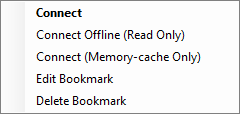 Connect
Connect Offline (Read Only)
Connect (Memory-cache Only)
Edit Bookmark
Delete Bookmark